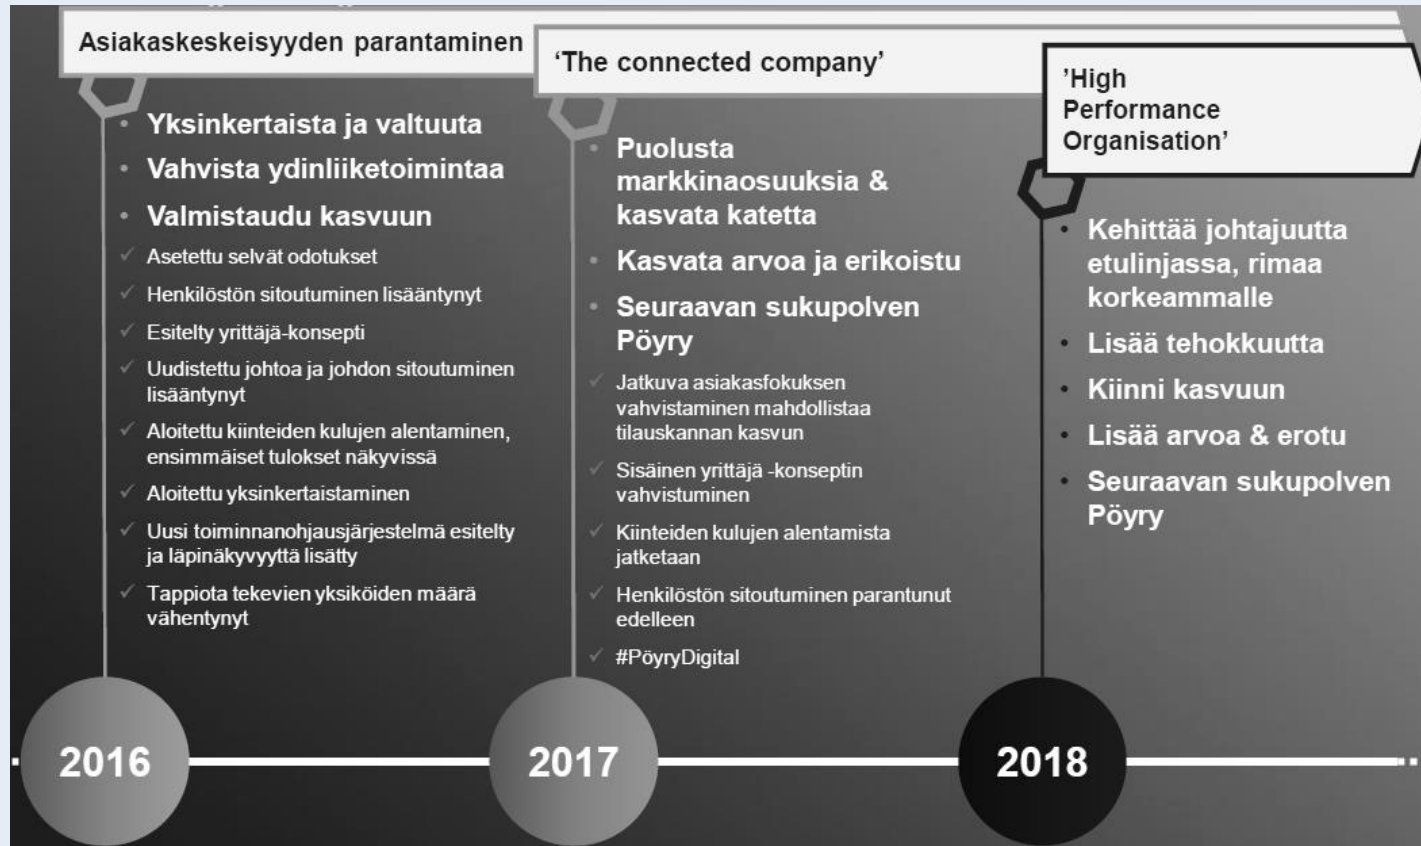 Asiakaskeskeisyyden parantaminen
• Yksinkertaista ja valtuuta
• Vahvista ydinliiketoimintaa
• Valmistaudu kasvuun
✓ Asetettu selvät odotukset
✓ Henkilöstön sitoutuminen lisääntynyt
✓ Esitelty yrittäjä-konsepti
✓ Uudistettu johtoa ja johdon sitoutuminen
lisääntynyt
✓ Aloitettu kiinteiden kulujen alentaminen,
ensimmäiset tulokset näkyvissä
✓ Aloitettu yksinkertaistaminen
✓ Uusi toiminnanohjausjärjestelmä esitelty
ja läpinäkyvyyttä lisätty
✓ Tappiota tekevien yksiköiden määrä
vähentynyt
2016
‘The connected company’
• Puolusta
markkinaosuuksia &
kasvata katetta
• Kasvata arvoa ja erikoistu
• Seuraavan sukupolven
Pöyry
✓ Jatkuva asiakasfokuksen
vahvistaminen mahdollistaa
tilauskannan kasvun
✓ Sisäinen yrittäjä -konseptin
vahvistuminen
✓ Kiinteiden kulujen alentamista
jatketaan
✓ Henkilöstön sitoutuminen parantunut
edelleen
✓ #PöyryDigital
2017
’High
Performance
Organisation’
• Kehittää johtajuutta
etulinjassa, rimaa
korkeammalle
• Lisää tehokkuutta
• Kiinni kasvuun
• Lisää arvoa & erotu
• Seuraavan sukupolven
Pöyry
2018